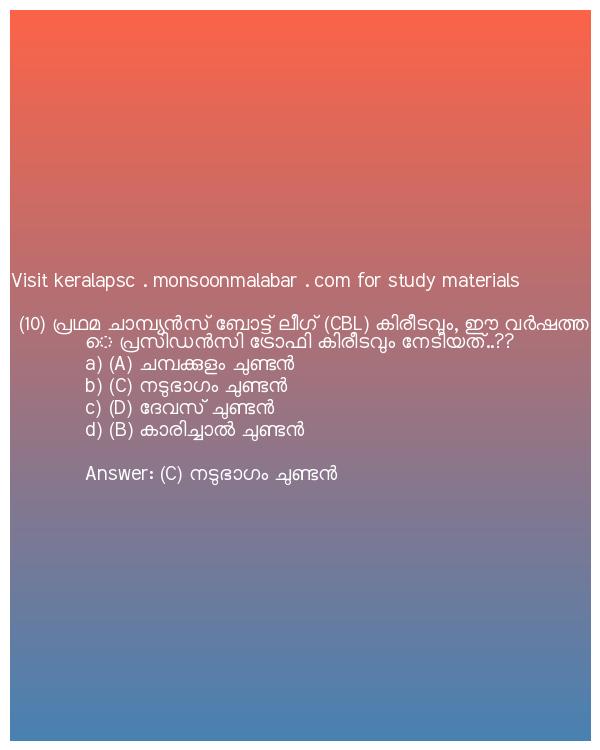 Visit keralapsc . monsoonmalabar . com for study materials
(10) പ്രഥമ ചാമ്പ്യൻസ് ബോട്ട് ലീഗ് (CBL) കിരീടവും, ഈ വർഷത്ത
െ പ്രസിഡൻസി ട്രോഫി കിരീടവും നേടിയത്..??
a) (A) ചമ്പക്കുളം ചുണ്ടൻ
b) (C) നടുഭാഗം ചുണ്ടൻ
c) (D) ദേവസ് ചുണ്ടൻ
d) (B) കാരിച്ചാൽ ചുണ്ടൻ
Answer: (C) നടുഭാഗം ചുണ്ടൻ